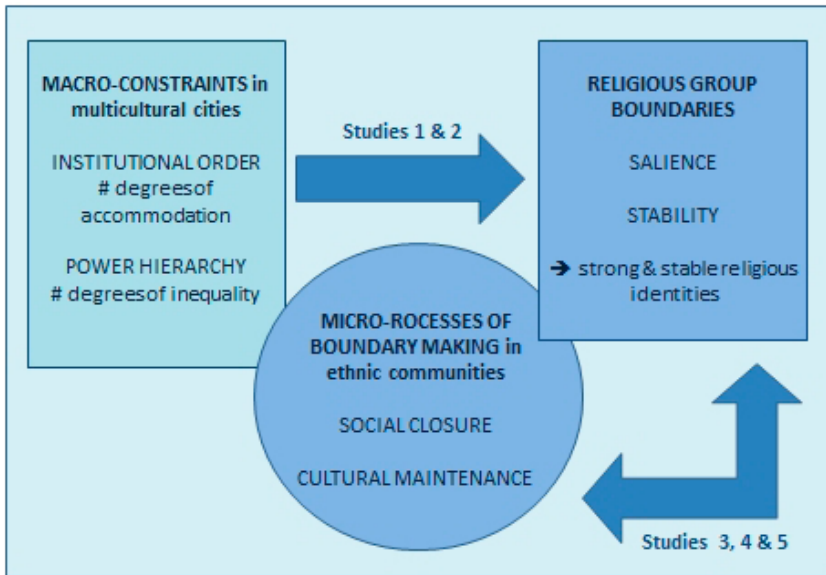 MACRO-CONSTRAINTS in
multicultural cities
INSTITUTIONAL ORDER
# degreesof
accommodation
POWER HIERARCHY
# degreesof inequality
Studies 1 & 2
RELIGIOUS GROUP
BOUNDARIES
SALIENCE
STABILITY
➔ strong & stable religious
identities
MICRO-ROCESSES OF
BOUNDARY MAKING in
ethnic communities
SOCIAL CLOSURE
CULTURAL MAINTENANCE
Studies 3, 4 & 5